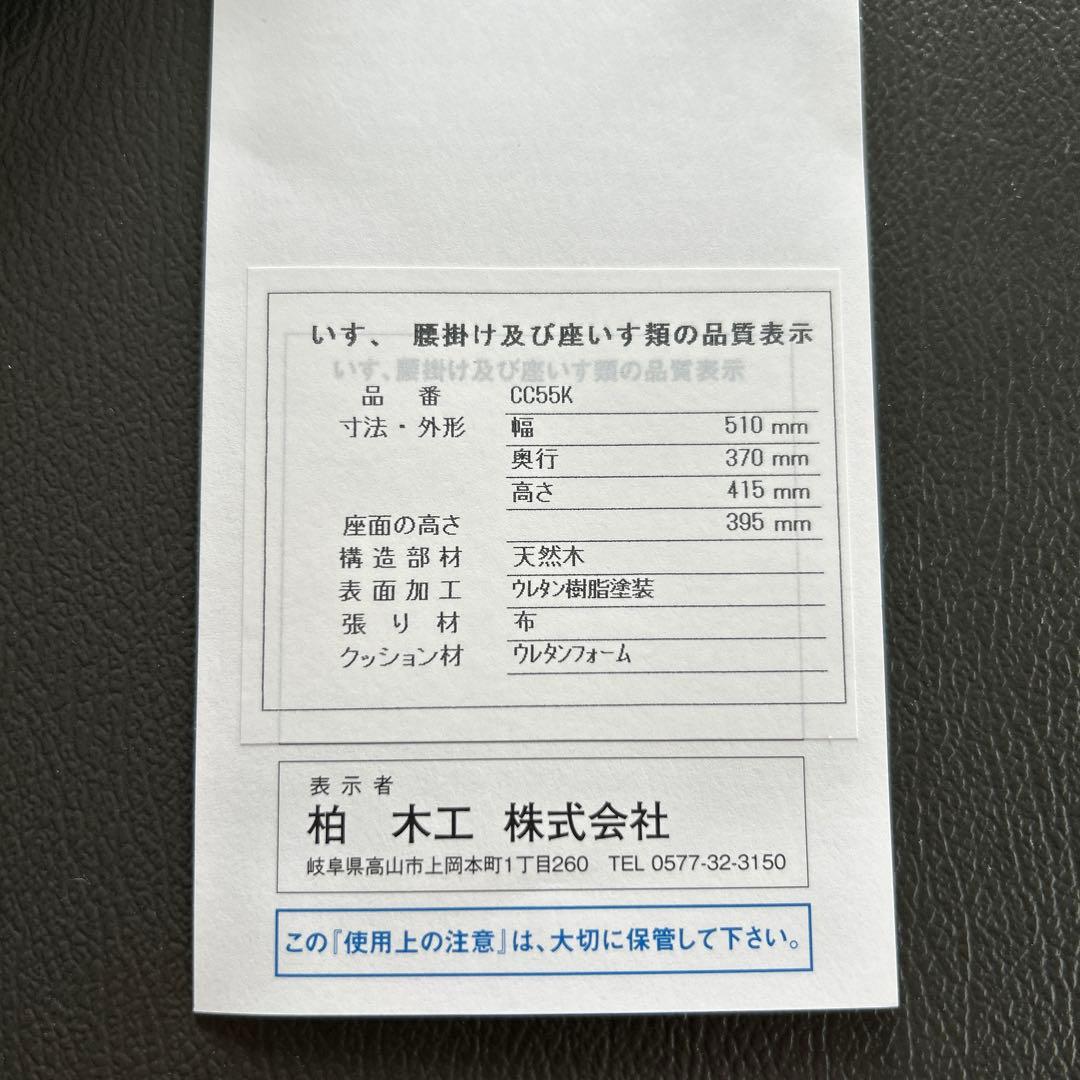 いす、 腰掛け及び座いす類の品質表示
いす、腰掛け及び座いす類の品質表示
品 番 CC55K
寸法・外形 幅 510 mm
奥行 370 mm
高さ 415 mm
座面の高さ 395 mm
構造部材 天然木
表面加工 ウレタン樹脂塗装
張り材 布
クッション材 ウレタンフォーム
表示者
柏 木工 株式会社
岐阜県高山市上岡本町1丁目260 TEL 0577-32-3150
この『使用上の注意』は、大切に保管して下さい。